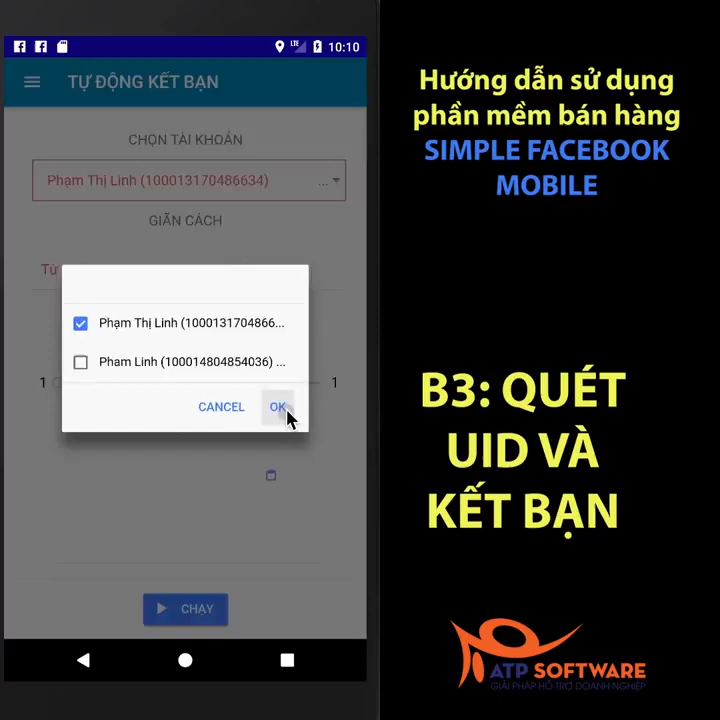 LTE 10:10
TỰ ĐỘNG KẾT BẠN
CHỌN TÀI KHOẢN
Phạm Thị Linh (100013170486634) ...
GIÃN CÁCH
Từ
Phạm Thị Linh (1000131704866...
Pham Linh (100014804854036) ...
1 1
CANCEL OK
CHẠY
Hướng dẫn sử dụng
phần mềm bán hàng
SIMPLE FACEBOOK
MOBILE
B3: QUÉT
UID VÀ
KẾT BẠN
ATP SOFTWARE
GIẢI PHÁP HỖ TRỢ DOANH NGHIỆP